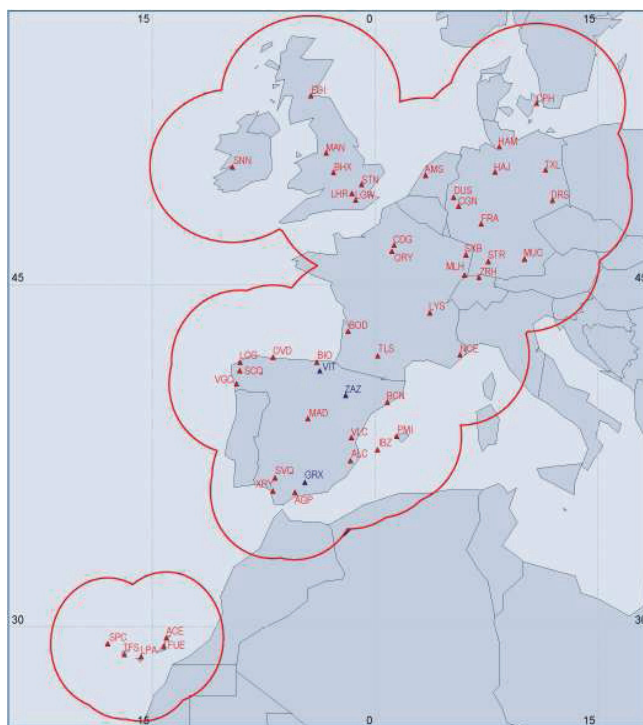 15 0 15
EDI
CPH
MAN
HAM
SNN
BHX
AMS
HAJ
TXL
STN
LHR
LGW
DUS
CGN
DRS
FRA
CDG
ORY
SXB
STR
MUC
MLH
ZRH
45 45
LYS
BOD
TLS
NCE
LCG
OVD
BIO
SCQ
VIT
VGO
ZAZ
BCN
MAD
VLC
PMI
IBZ
ALC
SVQ
GRX
XRY
AGP
30 30
SPC
ACE
TFS
LPA
FUE
15 0 15